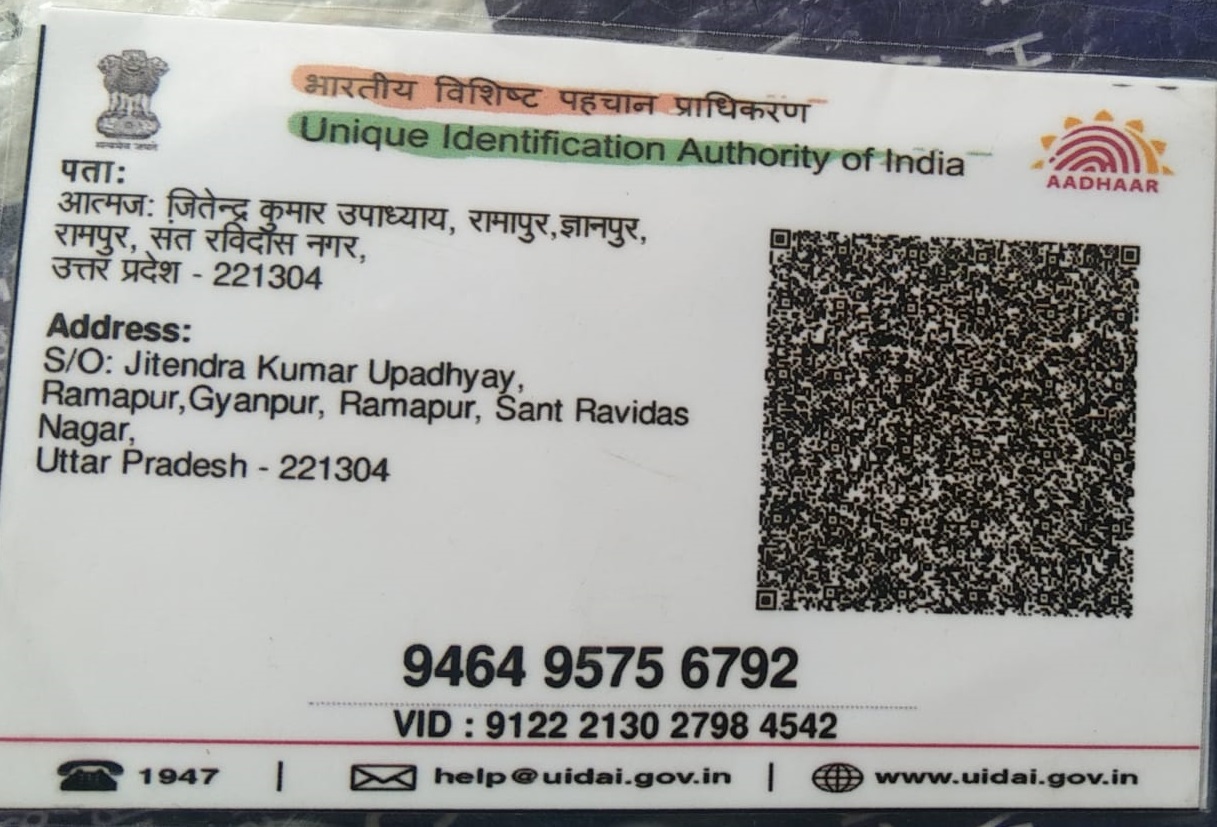 भारतीय विशिष्ट पहचान प्राधिकरण
Unique Identification Authority of India
AADHAAR
पता:
आत्मज: जितेन्द्र कुमार उपाध्याय, रामापुर,ज्ञानपुर,
रामपुर, संत रविदास नगर,
उत्तर प्रदेश - 221304
Address:
S/O: Jitendra Kumar Upadhyay,
Ramapur,Gyanpur, Ramapur, Sant Ravidas
Nagar,
Uttar Pradesh - 221304
9464 9575 6792
VID : 9122 2130 2798 4542
1947 | help@uidai.gov.in | www.uidai.gov.in